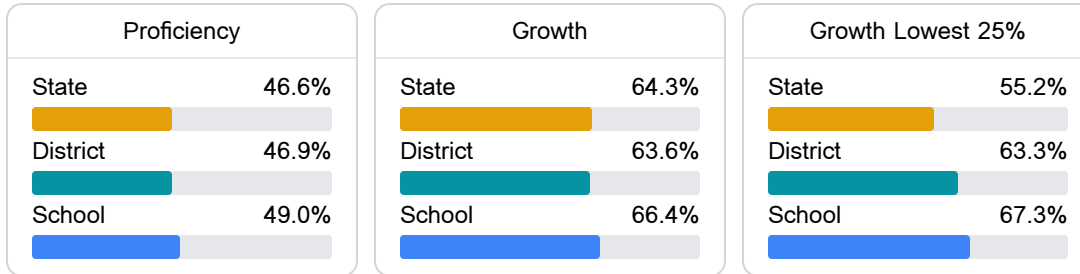 Proficiency
State 46.6%
District 46.9%
School 49.0%
Growth
State 64.3%
District 63.6%
School 66.4%
Growth Lowest 25%
State 55.2%
District 63.3%
School 67.3%